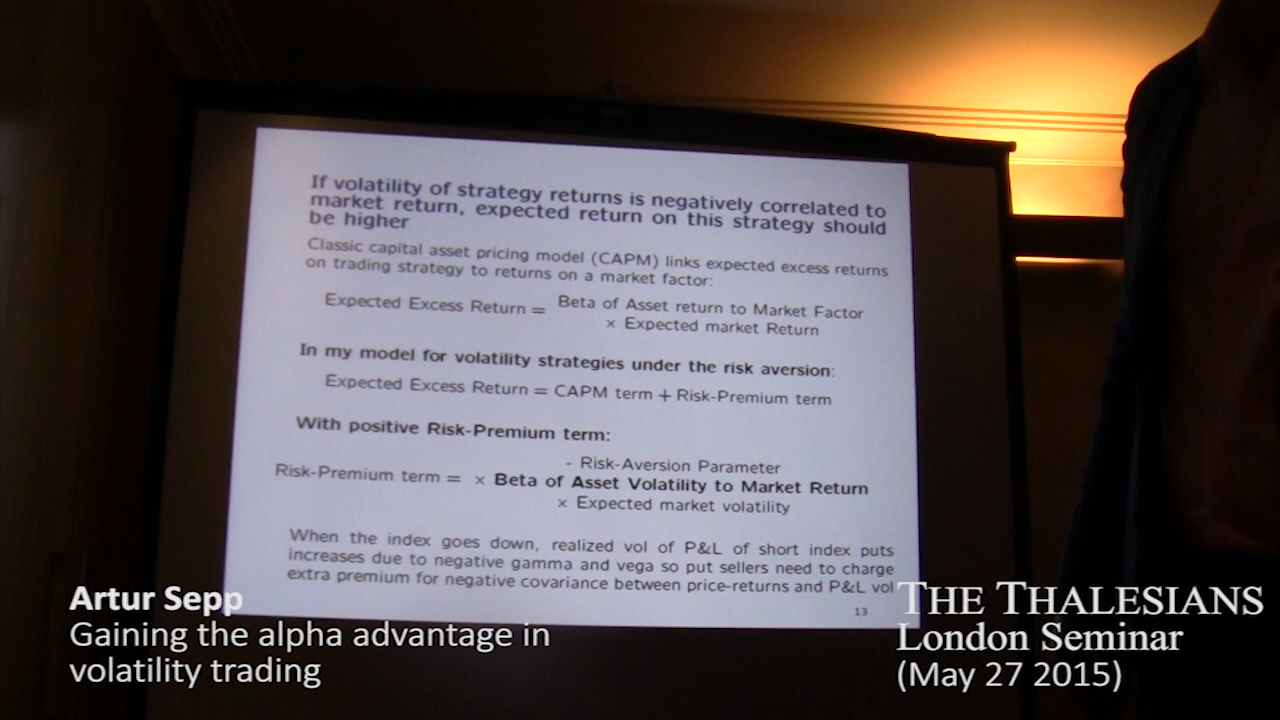 If volatility of strategy returns is negatively correlated to
market return, expected return on this strategy should
be higher
Classic capital asset pricing model (CAPM) links expected excess returns
on trading strategy to returns on a market factor:
Expected Excess Return = Beta of Asset return to Market Factor
× Expected market Return
In my model for volatility strategies under the risk aversion:
Expected Excess Return = CAPM term + Risk-Premium term
With positive Risk-Premium term:
- Risk-Aversion Parameter
Risk-Premium term = × Beta of Asset Volatility to Market Return
× Expected market volatility
When the index goes down, realized vol of P&L of short index puts
increases due to negative gamma and vega so put sellers need to charge
extra premium for negative covariance between price-returns and P&L vol
13
Artur Sepp
Gaining the alpha advantage in
volatility trading
THE THALESIANS
London Seminar
(May 27 2015)